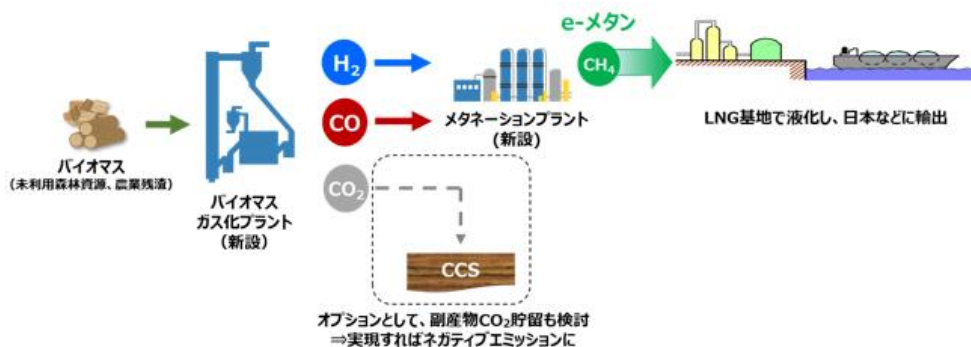 バイオマス
(未利用森林資源、農業残渣)
バイオマス
ガス化プラント
(新設)
H2
CO
CO2
CCS
オプションとして、副産物CO2貯留も検討
⇒実現すればネガティブエミッションに
メタネーションプラント
(新設)
e-メタン
CH4
LNG基地で液化し、日本などに輸出